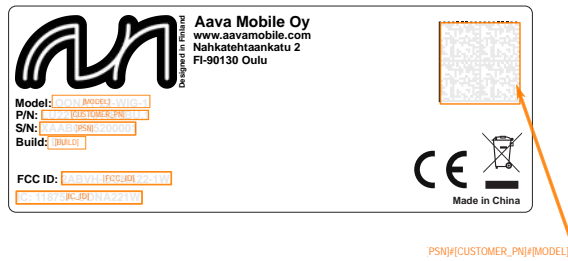 Aava Mobile Oy
www.aavamobile.com
Nahkatehtaankatu 2
FI-90130 Oulu
Designed in Finland
Model: [MODEL]
P/N: [CUSTOMER_PN]
S/N: [PSN]
Build: [BUILD]
FCC ID: [FCC_ID]
[IC_ID]
CE
Made in China
PSN]#[CUSTOMER_PN]#[MODEL]